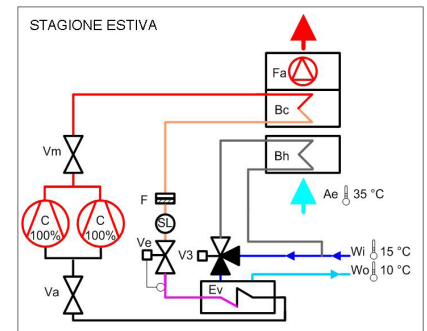 STAGIONE ESTIVA
Fa
Bc
Vm
Bh
F
Ae 35 °C
C
100%
C
100%
SL
Ve
V3
Wi 15 °C
Wo 10 °C
Va
Ev